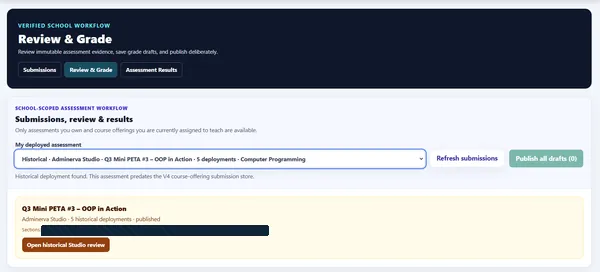 VERIFIED SCHOOL WORKFLOW
Review & Grade
Review immutable assessment evidence, save grade drafts, and publish deliberately.
Submissions
Review & Grade
Assessment Results
SCHOOL-SCOPED ASSESSMENT WORKFLOW
Submissions, review & results
Only assessments you own and course offerings you are currently assigned to teach are available.
My deployed assessment
Historical · Adminerva Studio · Q3 Mini PETA #3 – OOP in Action · 5 deployments · Computer Programming
Refresh submissions
Publish all drafts (0)
Historical deployment found. This assessment predates the V4 course-offering submission store.
Q3 Mini PETA #3 – OOP in Action
Adminerva Studio · 5 historical deployments · published
Sections:
Open historical Studio review